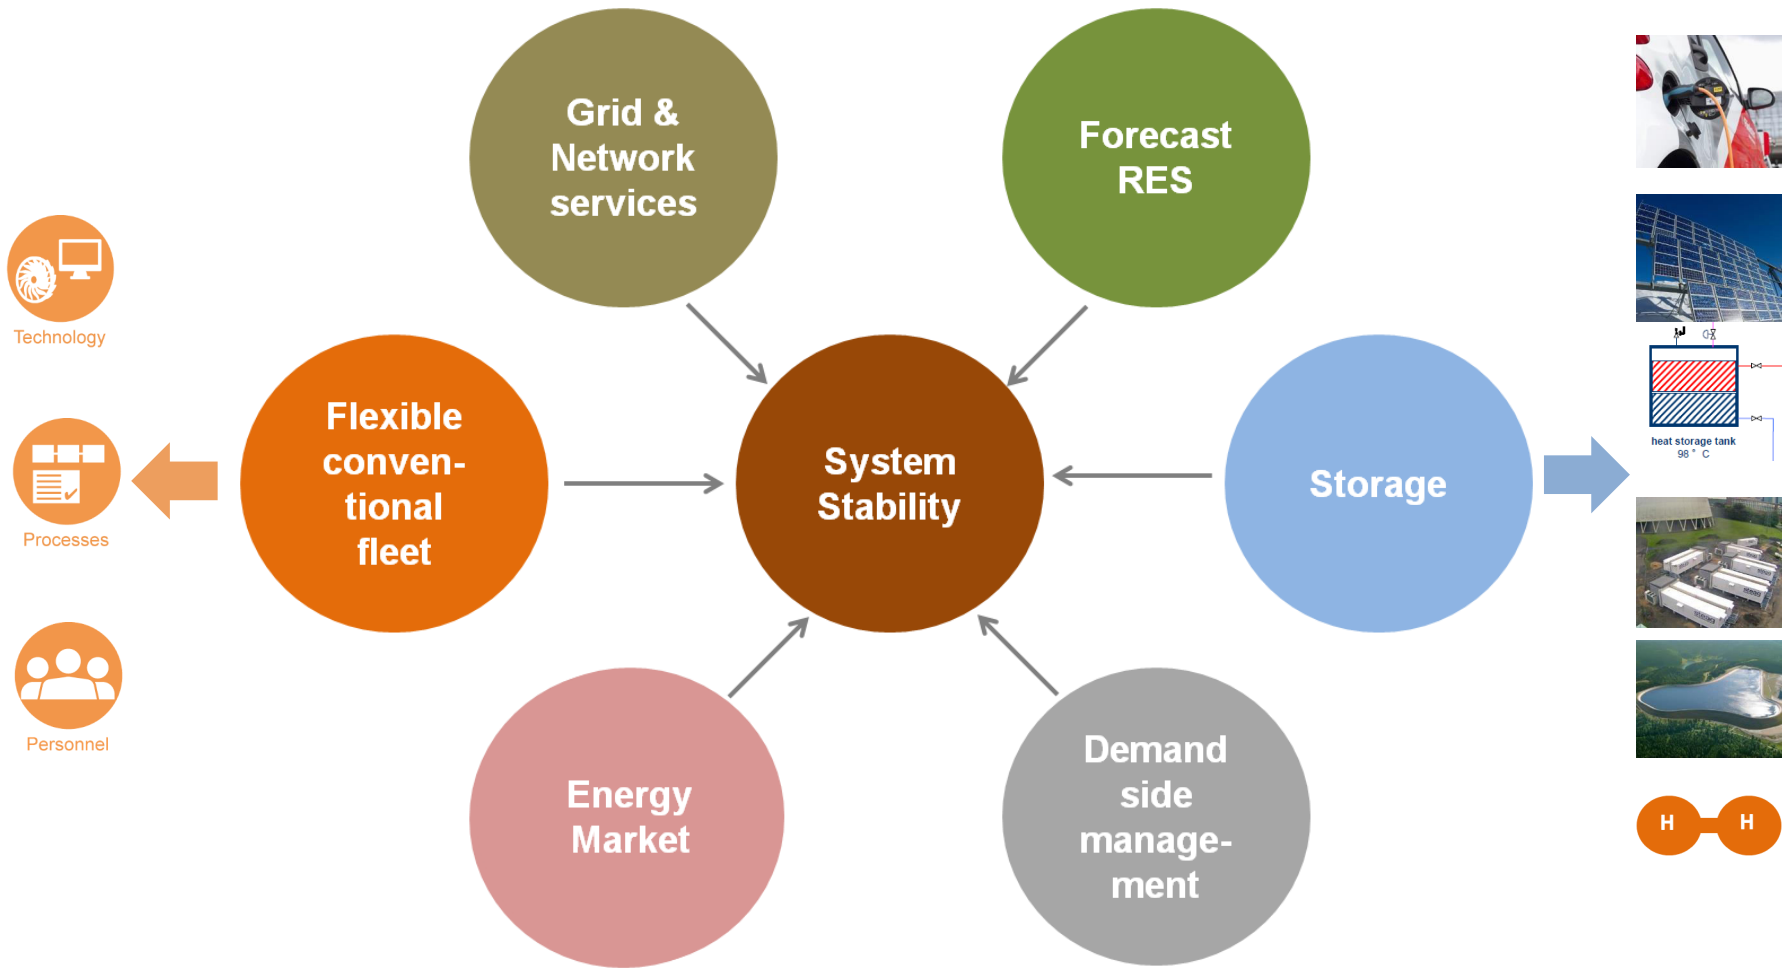 Grid &
Network
services
Forecast
RES
Technology
Flexible
conven-
tional
fleet
System
Stability
Storage
heat storage tank
98 ° C
Processes
Personnel
Energy
Market
Demand
side
manage-
ment
H H